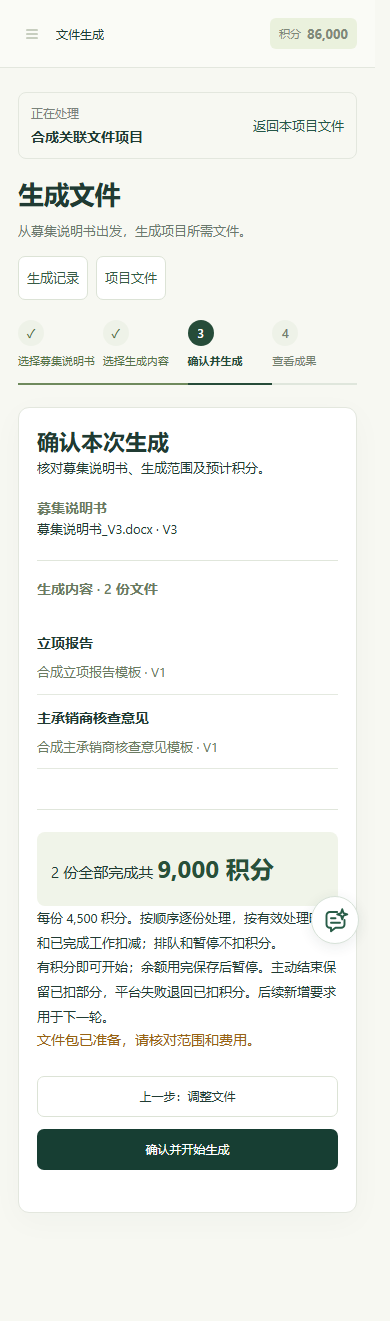 文件生成
积分 86,000
正在处理
合成关联文件项目
返回本项目文件
生成文件
从募集说明书出发，生成项目所需文件。
生成记录
项目文件
✓
✓
3
4
选择募集说明书
选择生成内容
确认并生成
查看成果
确认本次生成
核对募集说明书、生成范围及预计积分。
募集说明书
募集说明书_V3.docx · V3
生成内容 · 2 份文件
立项报告
合成立项报告模板 · V1
主承销商核查意见
合成主承销商核查意见模板 · V1
2 份全部完成共 9,000 积分
每份 4,500 积分。按顺序逐份处理，按有效处理
和已完成工作扣减；排队和暂停不扣积分。
有积分即可开始；余额用完保存后暂停。主动结束保
留已扣部分，平台失败退回已扣积分。后续新增要求
用于下一轮。
文件包已准备，请核对范围和费用。
上一步：调整文件
确认并开始生成